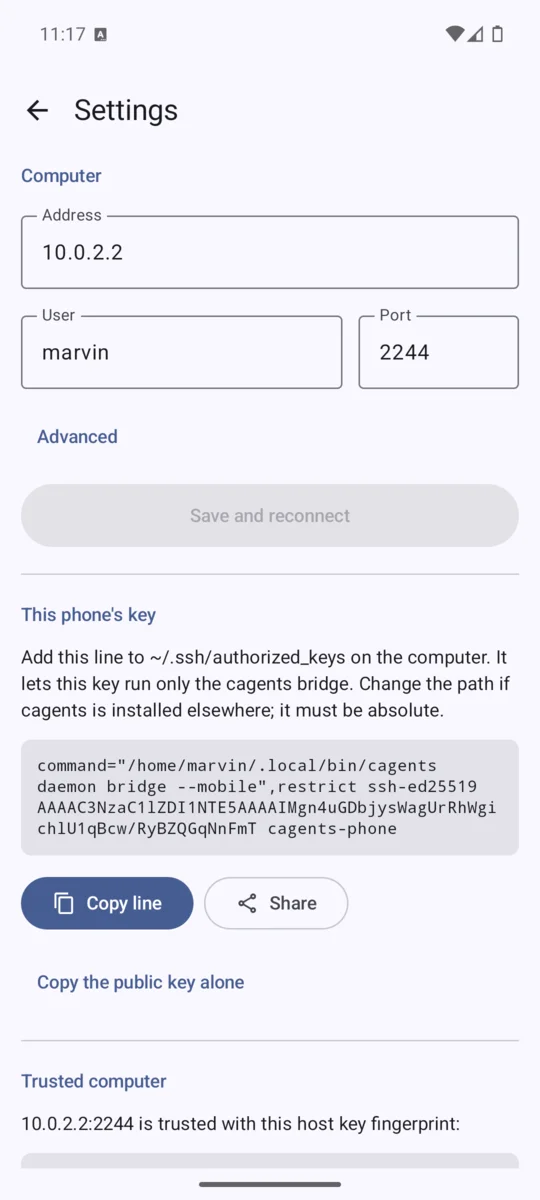 11:17
Settings
Computer
Address
10.0.2.2
User
marvin
Port
2244
Advanced
Save and reconnect
This phone's key
Add this line to ~/.ssh/authorized_keys on the computer. It
lets this key run only the cagents bridge. Change the path if
cagents is installed elsewhere; it must be absolute.
command="/home/marvin/.local/bin/cagents
daemon bridge --mobile",restrict ssh-ed25519
AAAAC3NzaC1lZDI1NTE5AAAAIMgn4uGDbjysWagUrRhWgi
chlU1qBcw/RyBZQGqNnFmT cagents-phone
Copy line
Share
Copy the public key alone
Trusted computer
10.0.2.2:2244 is trusted with this host key fingerprint: